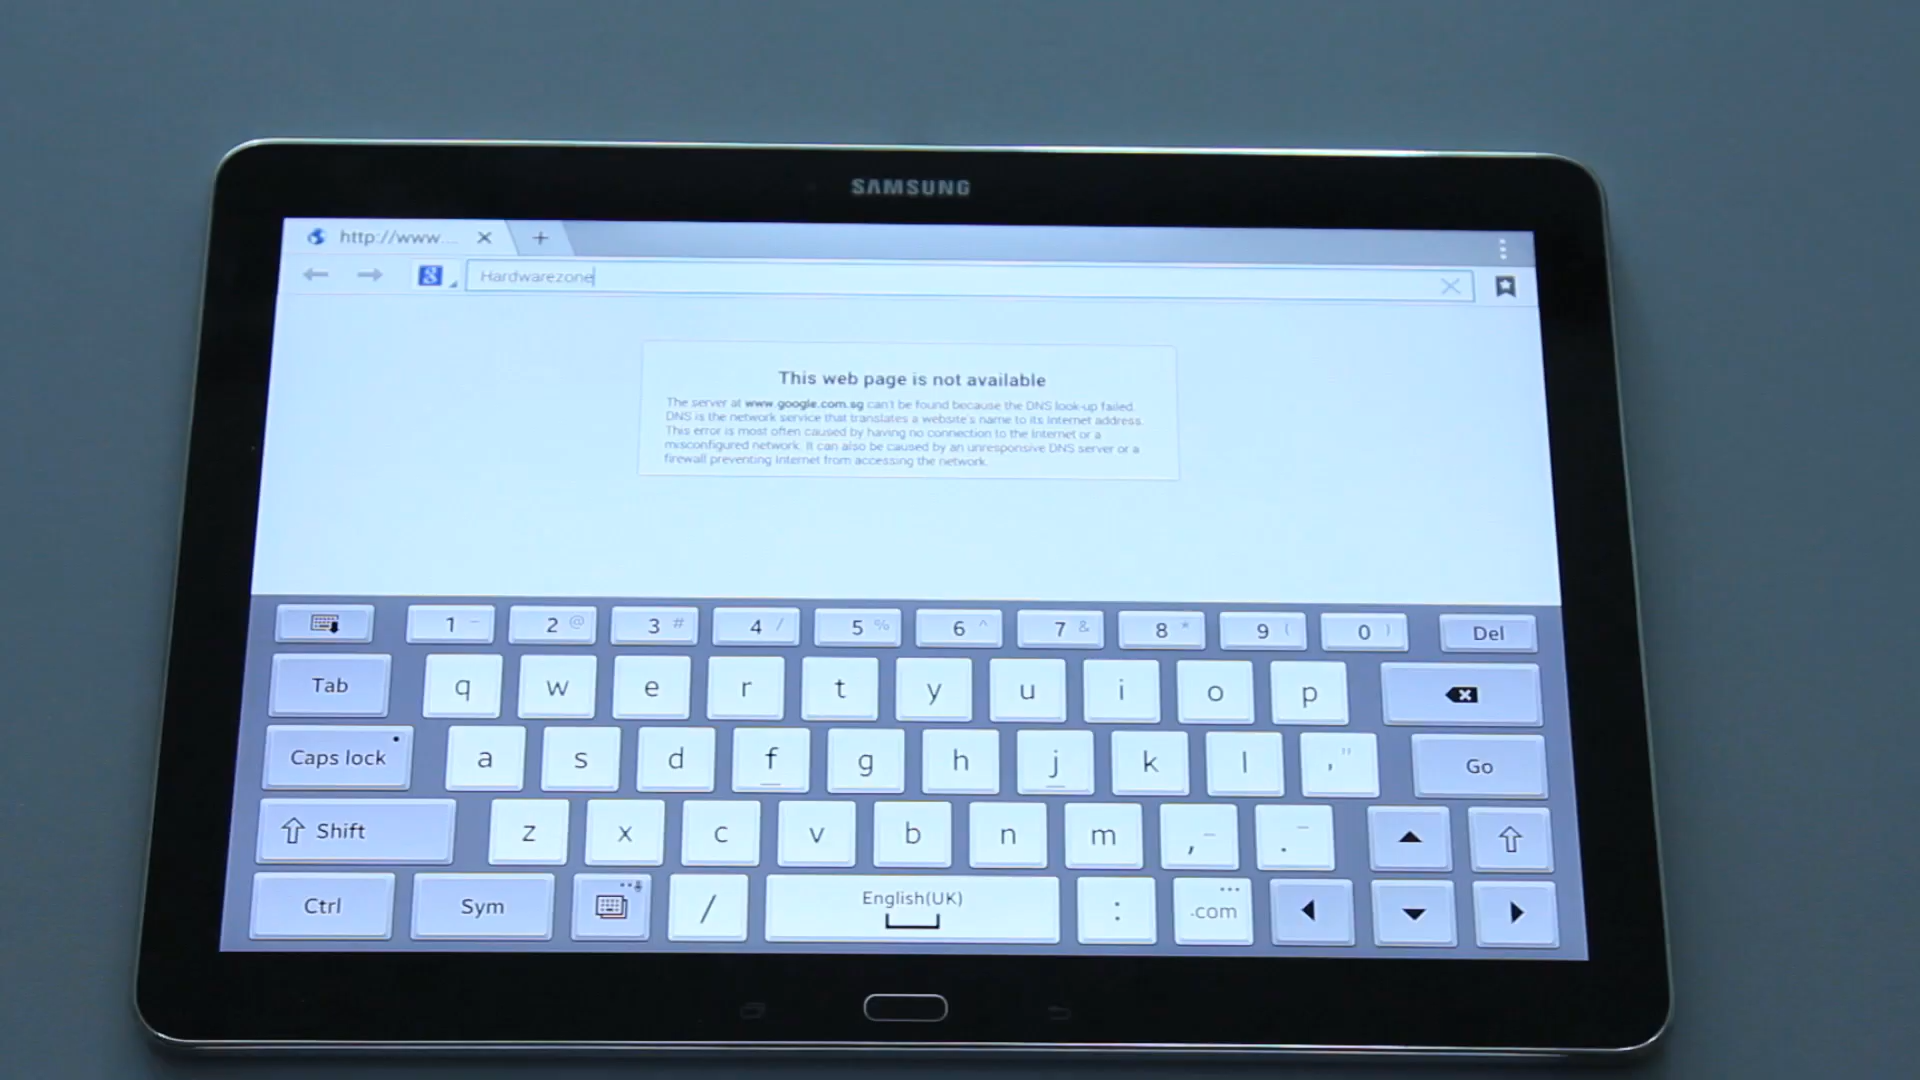 SAMSUNG
http://www....
Hardwarezone
This web page is not available
The server at www.google.com.sg can't be found because the DNS look-up failed.
DNS is the network service that translates a website's name to its Internet address.
This error is most often caused by having no connection to the Internet or a
misconfigured network. It can also be caused by an unresponsive DNS server or a
firewall preventing Internet from accessing the network.
1 - 2 @ 3 # 4 / 5 % 6 ^ 7 & 8 * 9 ( 0 ) Del
Tab q w e r t y u i o p
Caps lock a s d f g h j k l , " Go
Shift z x c v b n m , - . -
Ctrl Sym / English(UK) : .com